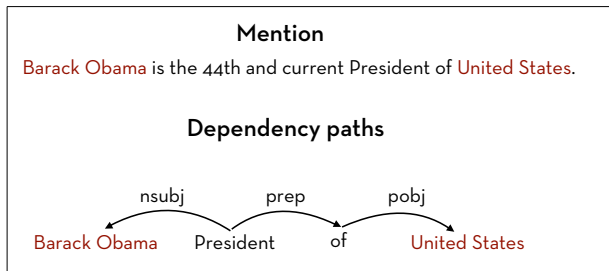 Mention
Barack Obama is the 44th and current President of United States.
Dependency paths
nsubj prep pobj
Barack Obama President of United States